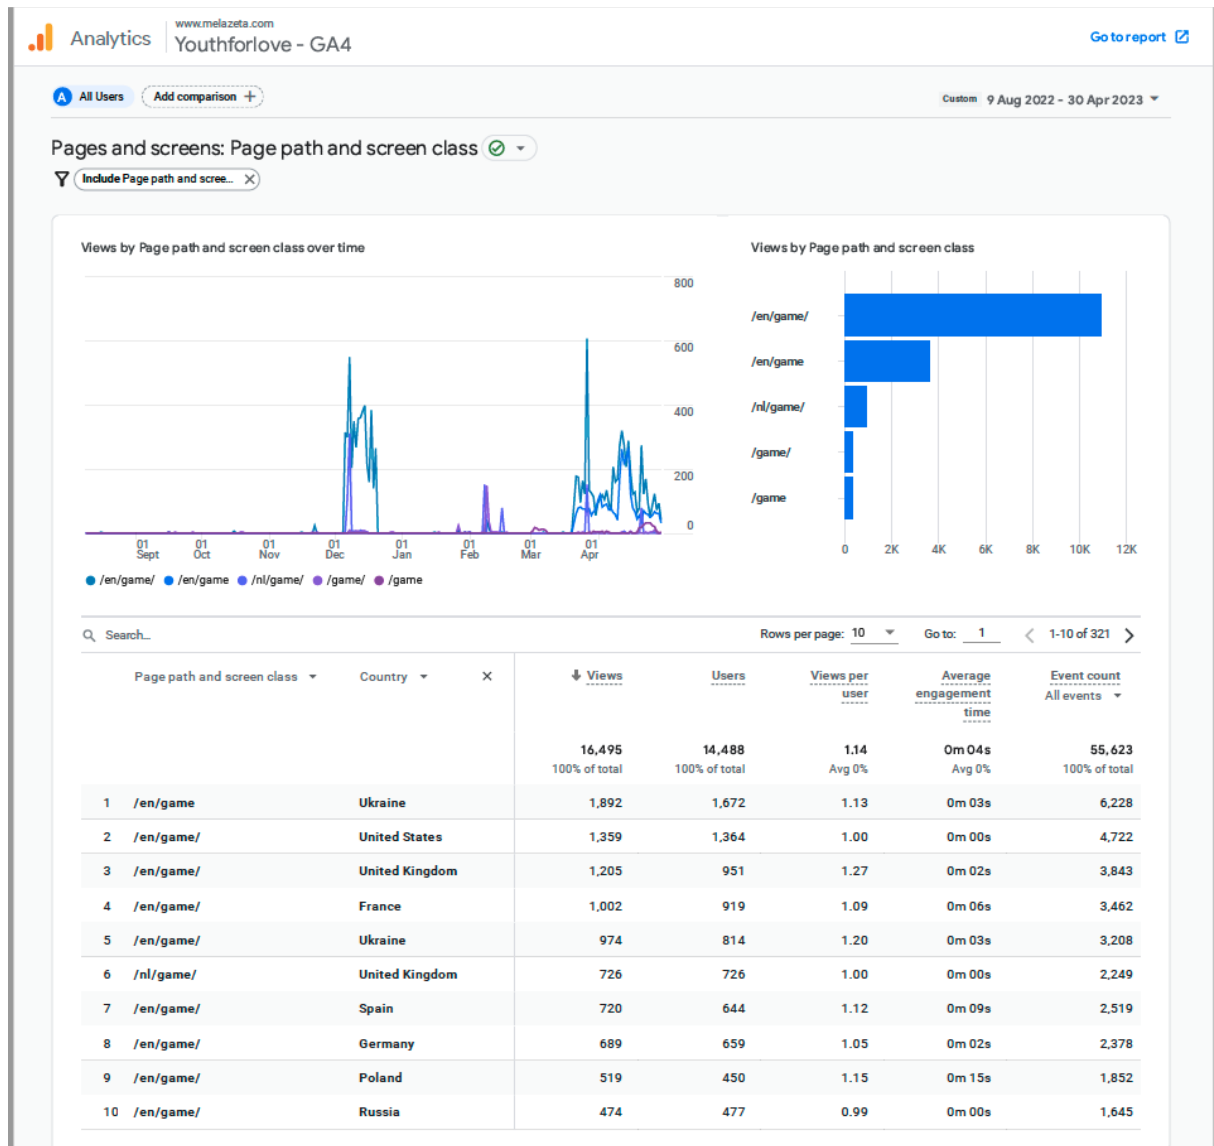 www.melazeta.com
Analytics
Youthforlove - GA4
Go to report
A All Users
Add comparison +
Custom 9 Aug 2022 - 30 Apr 2023
Pages and screens: Page path and screen class
Include Page path and scree... X
Views by Page path and screen class over time
800
600
400
200
0
01 Sept
01 Oct
01 Nov
01 Dec
01 Jan
01 Feb
01 Mar
01 Apr
/en/game/ /en/game /nl/game/ /game/ /game
Views by Page path and screen class
/en/game/
/en/game
/nl/game/
/game/
/game
0 2K 4K 6K 8K 10K 12K
Search...
Rows per page: 10 Go to: 1 < 1-10 of 321 >
Page path and screen class Country X Views Users Views per user Average engagement time Event count All events
16,495 14,488 1.14 0m 04s 55,623
100% of total 100% of total Avg 0% Avg 0% 100% of total
1 /en/game Ukraine 1,892 1,672 1.13 0m 03s 6,228
2 /en/game/ United States 1,359 1,364 1.00 0m 00s 4,722
3 /en/game/ United Kingdom 1,205 951 1.27 0m 02s 3,843
4 /en/game/ France 1,002 919 1.09 0m 06s 3,462
5 /en/game/ Ukraine 974 814 1.20 0m 03s 3,208
6 /nl/game/ United Kingdom 726 726 1.00 0m 00s 2,249
7 /en/game/ Spain 720 644 1.12 0m 09s 2,519
8 /en/game/ Germany 689 659 1.05 0m 02s 2,378
9 /en/game/ Poland 519 450 1.15 0m 15s 1,852
10 /en/game/ Russia 474 477 0.99 0m 00s 1,645